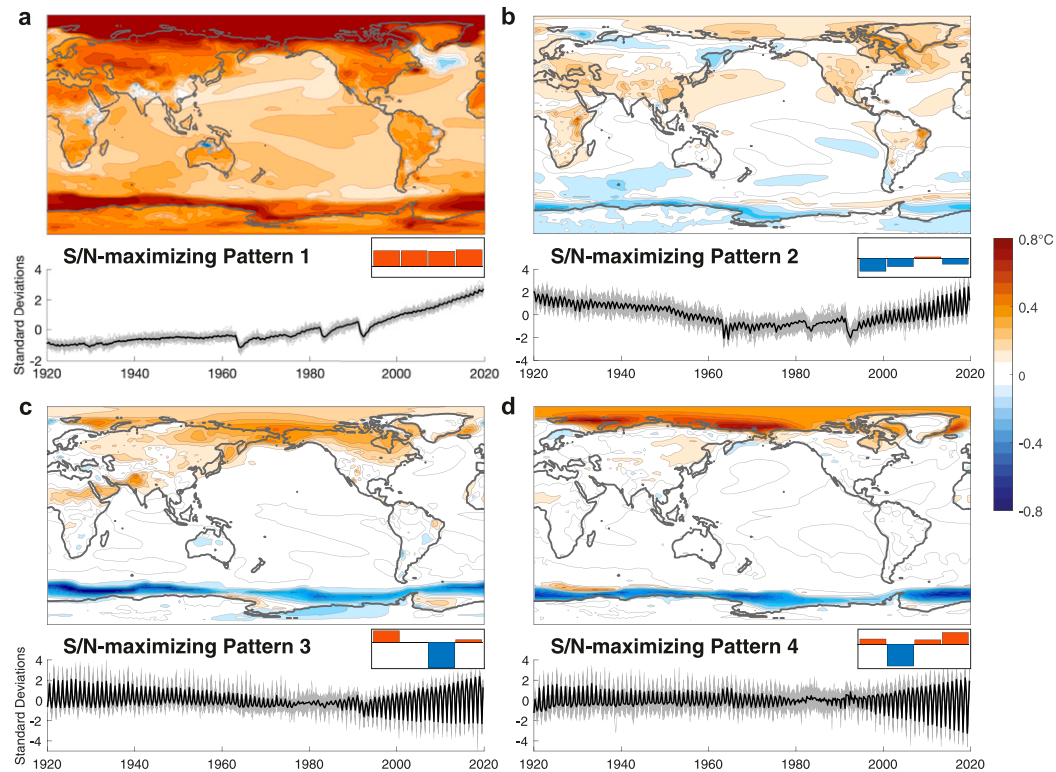 a
b
S/N-maximizing Pattern 1
S/N-maximizing Pattern 2
0.8°C
0.4
0
-0.4
-0.8
Standard Deviations
4
2
0
-2
1920 1940 1960 1980 2000 2020
4
2
0
-2
-4
1920 1940 1960 1980 2000 2020
c
d
S/N-maximizing Pattern 3
S/N-maximizing Pattern 4
Standard Deviations
4
2
0
-2
-4
1920 1940 1960 1980 2000 2020
4
2
0
-2
-4
1920 1940 1960 1980 2000 2020